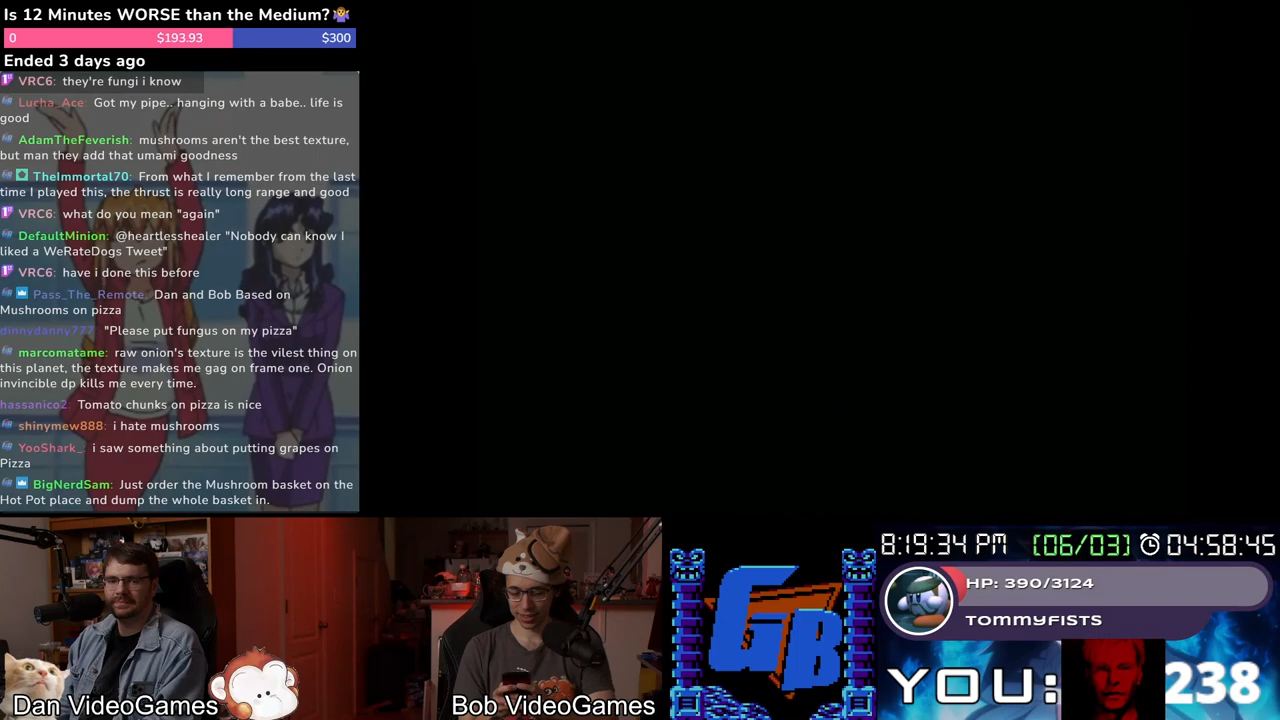 Is 12 Minutes WORSE than the Medium?🤷
0 $193.93 $300
Ended 3 days ago
VRC6: they're fungi i know
Lucha_Ace: Got my pipe.. hanging with a babe.. life is
good
AdamTheFeverish: mushrooms aren't the best texture,
but man they add that umami goodness
TheImmortal70: From what I remember from the last
time I played this, the thrust is really long range and good
VRC6: what do you mean "again"
DefaultMinion: @heartlesshealer "Nobody can know I
liked a WeRateDogs Tweet"
VRC6: have i done this before
Pass_The_Remote: Dan and Bob Based on
Mushrooms on pizza
dinnydanny777: "Please put fungus on my pizza"
marcomatame: raw onion's texture is the vilest thing on
this planet, the texture makes me gag on frame one. Onion
invincible dp kills me every time.
hassanico2: Tomato chunks on pizza is nice
shinymew888: i hate mushrooms
YooShark_: i saw something about putting grapes on
Pizza
BigNerdSam: Just order the Mushroom basket on the
Hot Pot place and dump the whole basket in.
Dan VideoGames
Bob VideoGames
GB
8:19:34 PM [06/03] 04:58:45
HP: 390/3124
TOMMYFISTS
YOU: 238